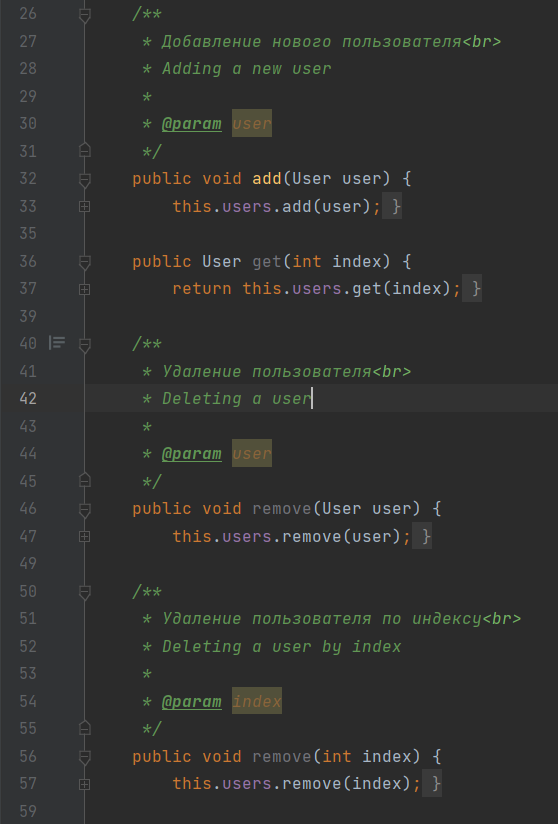 26 /**
27 * Добавление нового пользователя<br>
28 * Adding a new user
29 *
30 * @param user
31 */
32 public void add(User user) {
33 this.users.add(user); }
35
36 public User get(int index) {
37 return this.users.get(index); }
39
40 /**
41 * Удаление пользователя<br>
42 * Deleting a user
43 *
44 * @param user
45 */
46 public void remove(User user) {
47 this.users.remove(user); }
49
50 /**
51 * Удаление пользователя по индексу<br>
52 * Deleting a user by index
53 *
54 * @param index
55 */
56 public void remove(int index) {
57 this.users.remove(index); }
59